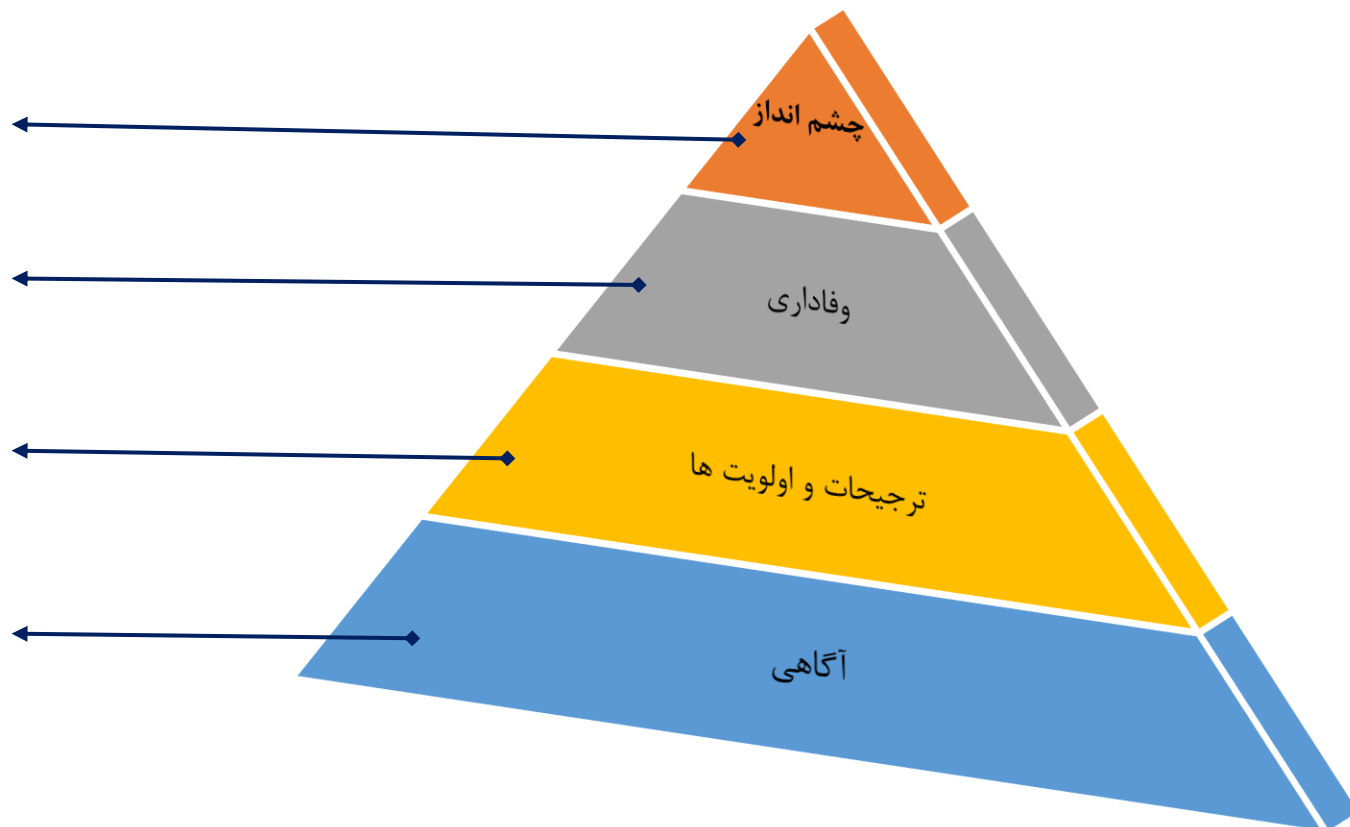 چشم انداز
وفاداری
ترجیحات و اولویت ها
آگاهی